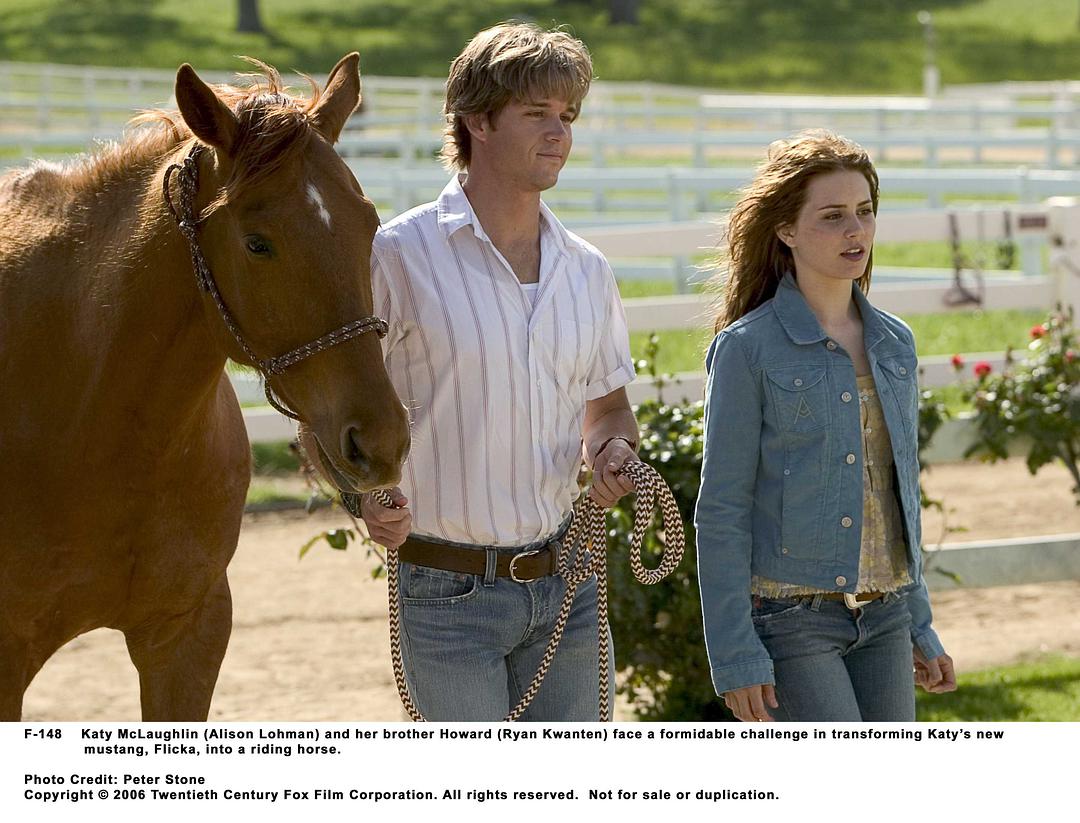 F-148 Katy McLaughlin (Alison Lohman) and her brother Howard (Ryan Kwanten) face a formidable challenge in transforming Katy's new
mustang, Flicka, into a riding horse.
Photo Credit: Peter Stone
Copyright © 2006 Twentieth Century Fox Film Corporation. All rights reserved. Not for sale or duplication.